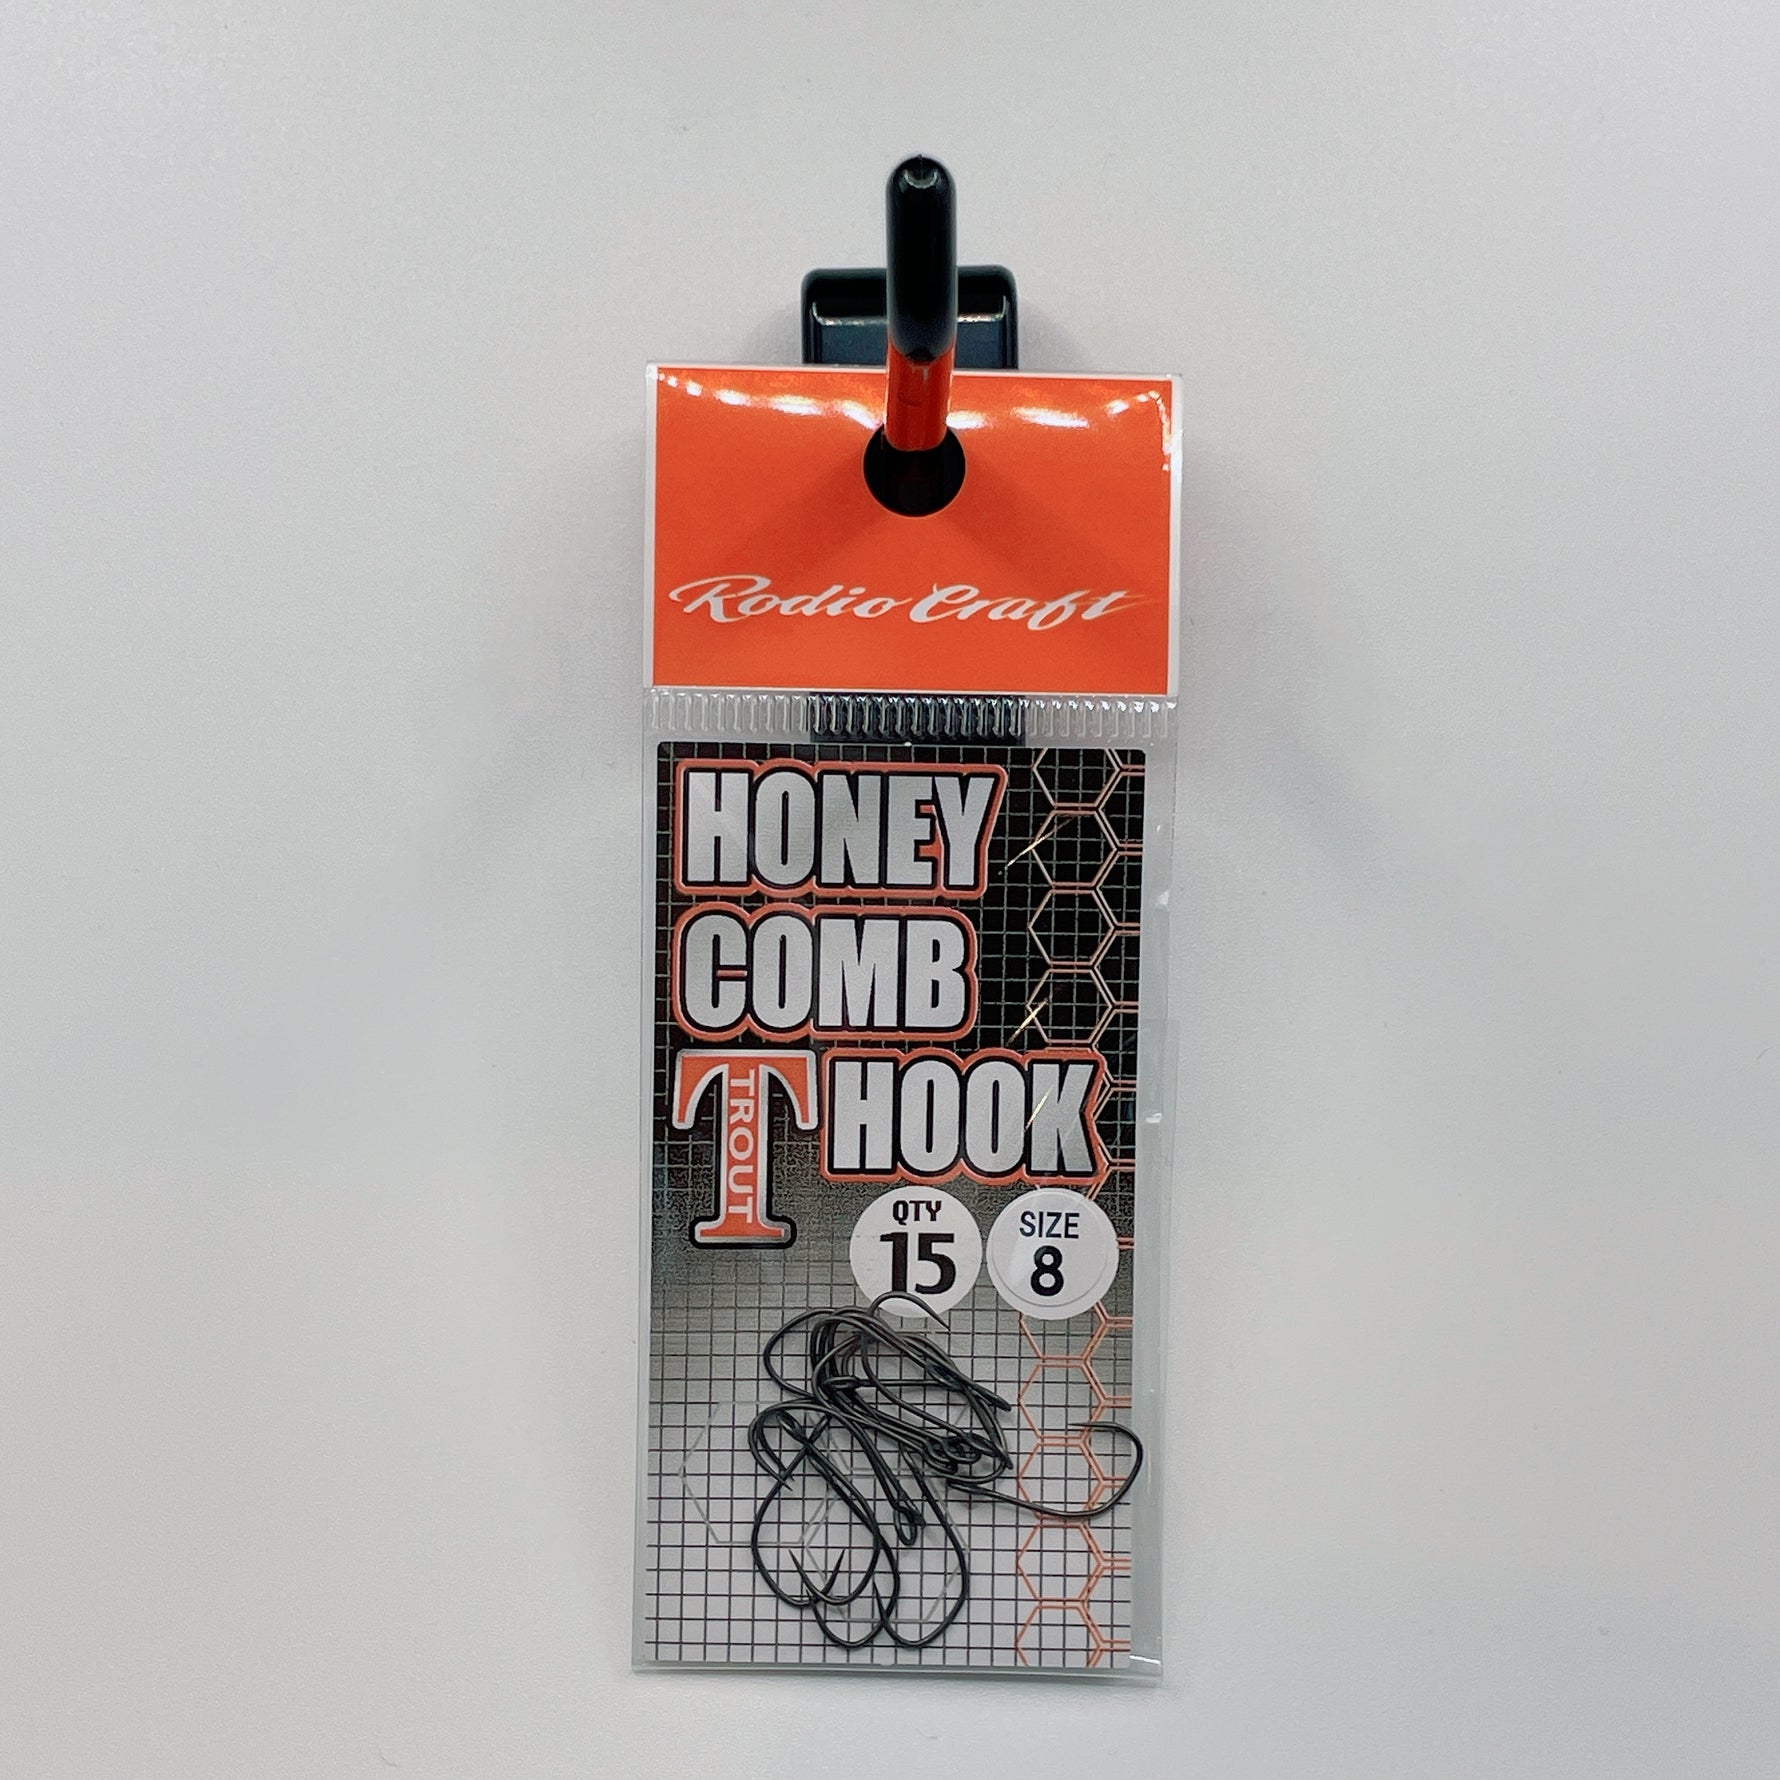 Rodio Craft
HONEY
COMB
T HOOK
TROUT
QTY
15
SIZE
8